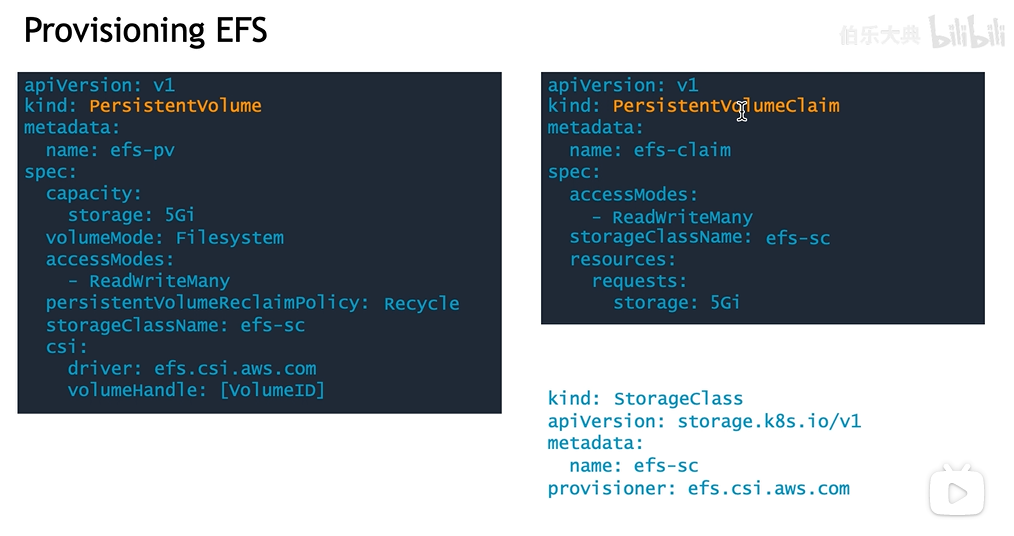 Provisioning EFS
伯乐大典 bilibili
apiVersion: v1
kind: PersistentVolume
metadata:
  name: efs-pv
spec:
  capacity:
    storage: 5Gi
  volumeMode: Filesystem
  accessModes:
    - ReadWriteMany
  persistentVolumeReclaimPolicy: Recycle
  storageClassName: efs-sc
  csi:
    driver: efs.csi.aws.com
    volumeHandle: [VolumeID]
apiVersion: v1
kind: PersistentVolumeClaim
metadata:
  name: efs-claim
spec:
  accessModes:
    - ReadWriteMany
  storageClassName: efs-sc
  resources:
    requests:
      storage: 5Gi
kind: StorageClass
apiVersion: storage.k8s.io/v1
metadata:
  name: efs-sc
provisioner: efs.csi.aws.com